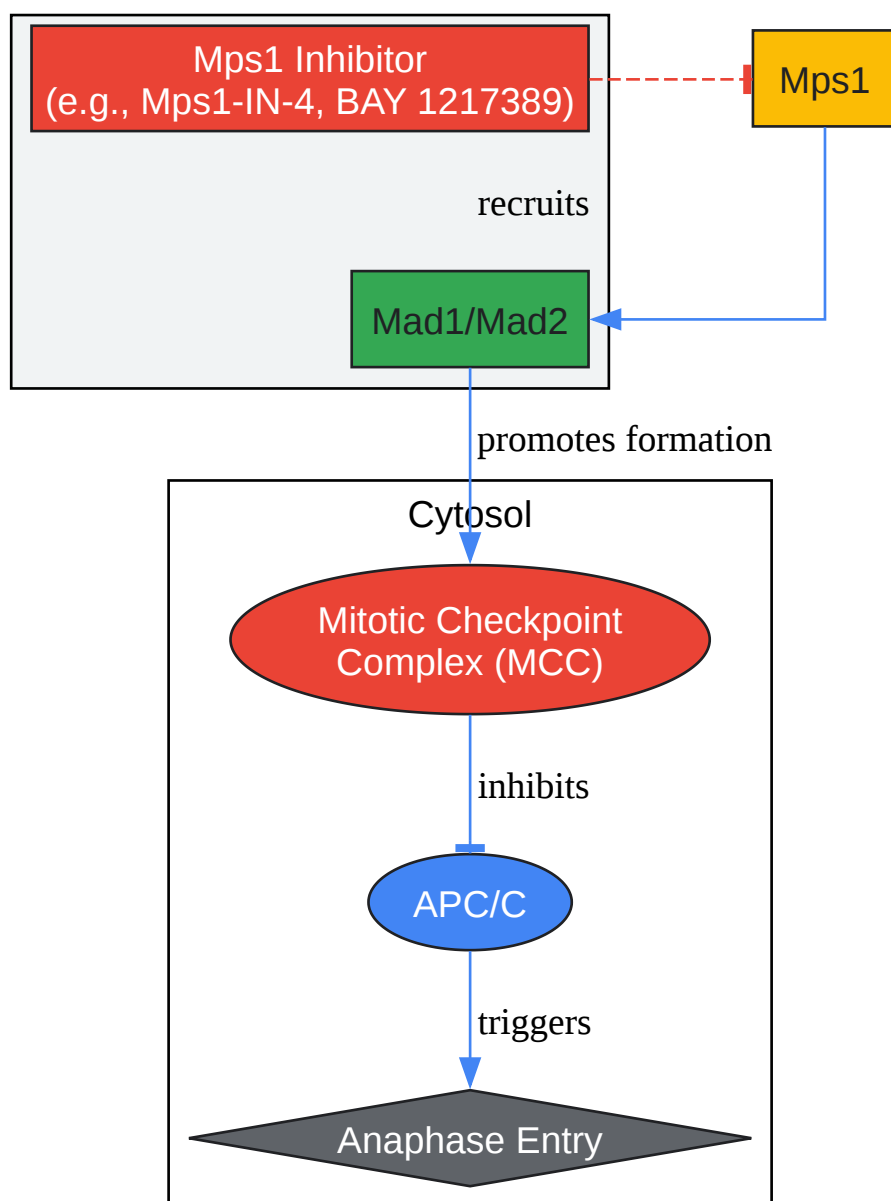 Mps1 Inhibitor
(e.g., Mps1-IN-4, BAY 1217389)
Mps1
recruits
Mad1/Mad2
promotes formation
Cytosol
Mitotic Checkpoint
Complex (MCC)
inhibits
APC/C
triggers
Anaphase Entry